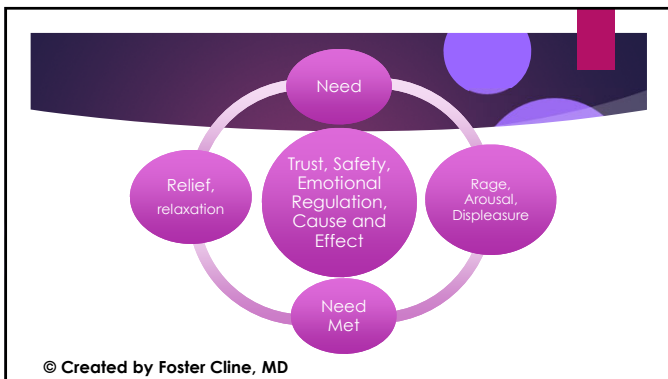 Need
Trust, Safety,
Emotional
Regulation,
Cause and
Effect
Relief,
relaxation
Rage,
Arousal,
Displeasure
Need
Met
© Created by Foster Cline, MD